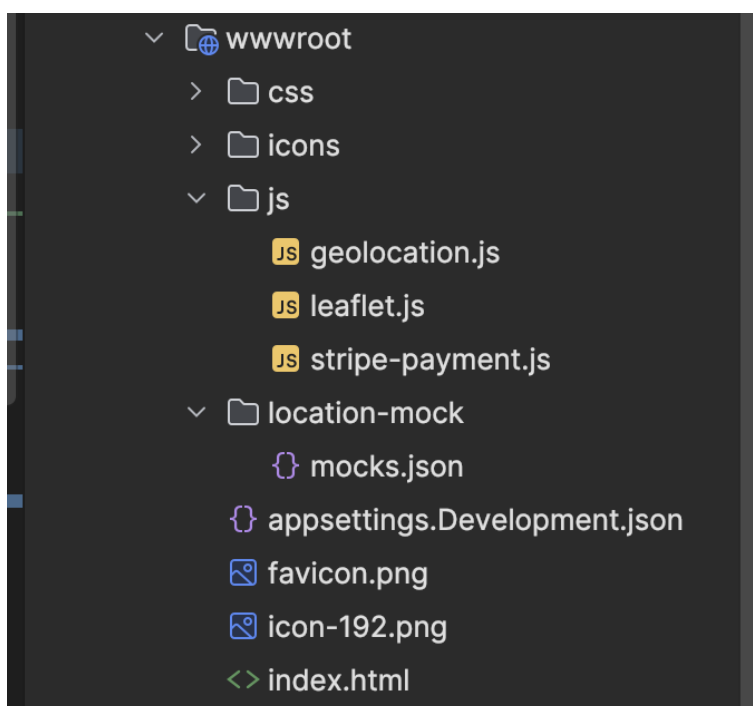 wwwroot
css
icons
js
JS geolocation.js
JS leaflet.js
JS stripe-payment.js
location-mock
{} mocks.json
{} appsettings.Development.json
favicon.png
icon-192.png
<> index.html